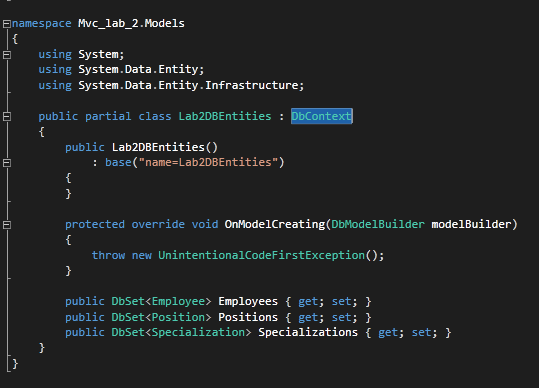 namespace Mvc_lab_2.Models
{
    using System;
    using System.Data.Entity;
    using System.Data.Entity.Infrastructure;

    public partial class Lab2DBEntities : DbContext
    {
        public Lab2DBEntities()
            : base("name=Lab2DBEntities")
        {
        }

        protected override void OnModelCreating(DbModelBuilder modelBuilder)
        {
            throw new UnintentionalCodeFirstException();
        }

        public DbSet<Employee> Employees { get; set; }
        public DbSet<Position> Positions { get; set; }
        public DbSet<Specialization> Specializations { get; set; }
    }
}